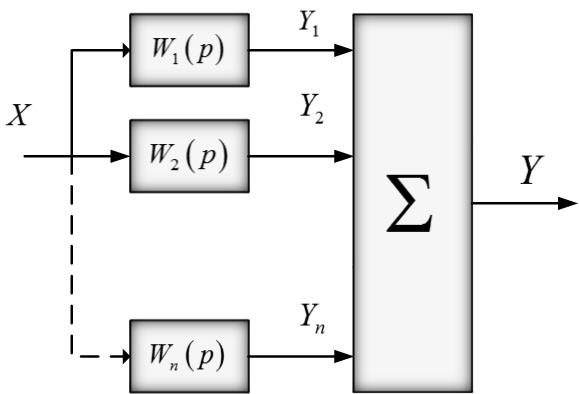 Y₁
W₁(p)
X
Y₂
W₂(p)
Σ
Y
Yₙ
Wₙ(p)